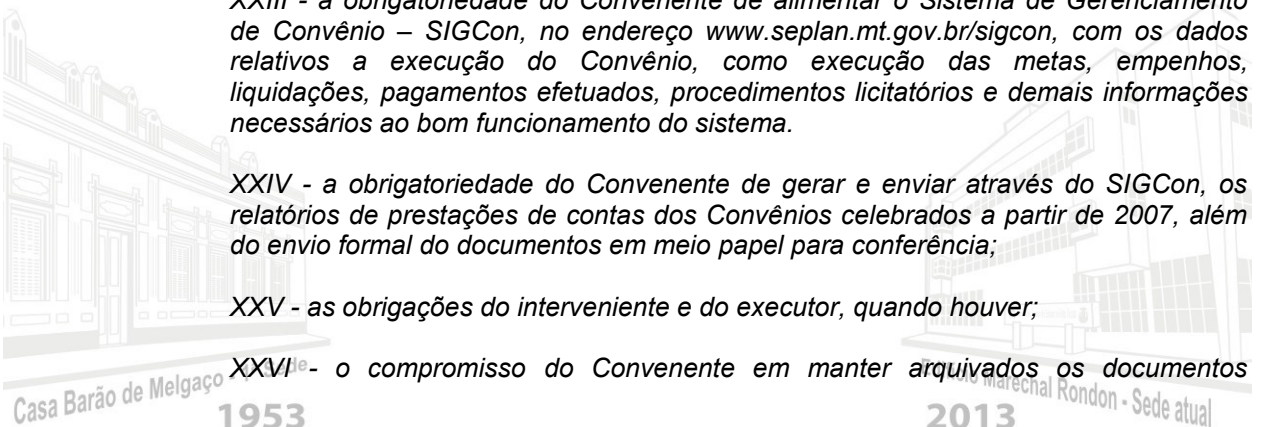 XXIII - a obrigatoriedade do Convenente de alimentar o Sistema de Gerenciamento
de Convênio – SIGCon, no endereço www.seplan.mt.gov.br/sigcon, com os dados
relativos a execução do Convênio, como execução das metas, empenhos,
liquidações, pagamentos efetuados, procedimentos licitatórios e demais informações
necessários ao bom funcionamento do sistema.
XXIV - a obrigatoriedade do Convenente de gerar e enviar através do SIGCon, os
relatórios de prestações de contas dos Convênios celebrados a partir de 2007, além
do envio formal do documentos em meio papel para conferência;
XXV - as obrigações do interveniente e do executor, quando houver;
XXVI - o compromisso do Convenente em manter arquivados os documentos
Casa Barão de Melgaço - 1ª Sede
1953
Marechal Rondon - Sede atual
2013